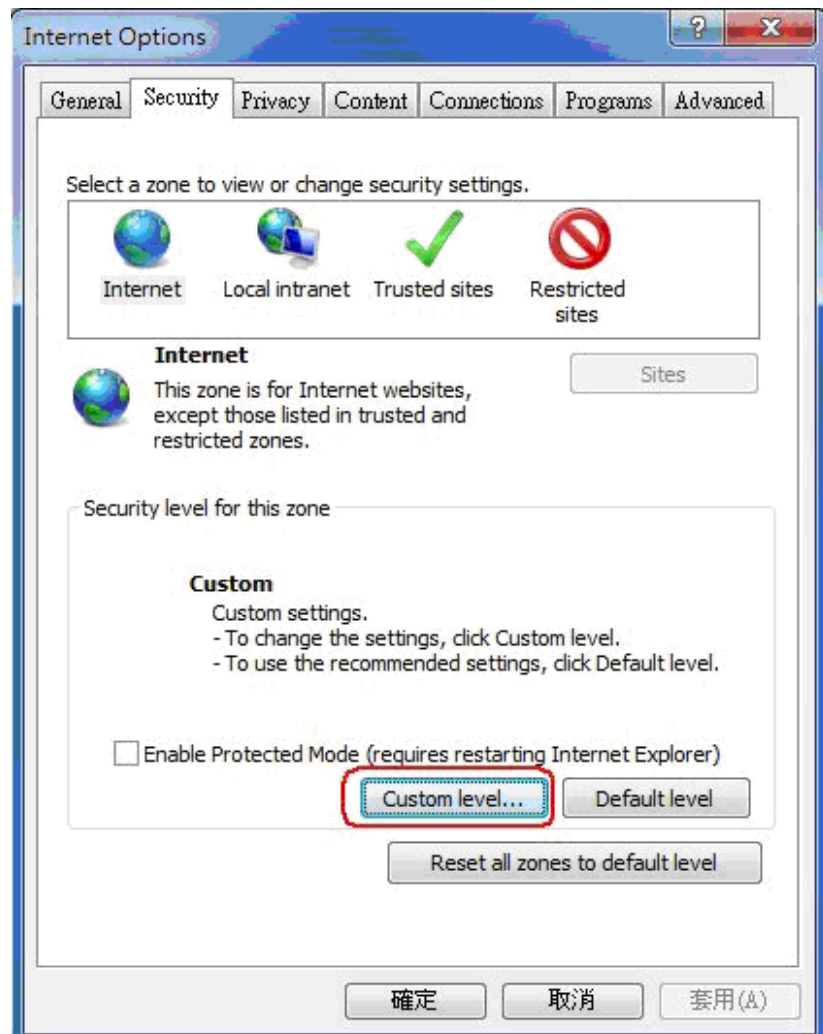 Internet Options
?
X
General Security Privacy Content Connections Programs Advanced
Select a zone to view or change security settings.
Internet
Local intranet
Trusted sites
Restricted
sites
Internet
This zone is for Internet websites,
except those listed in trusted and
restricted zones.
Sites
Security level for this zone
Custom
Custom settings.
- To change the settings, click Custom level.
- To use the recommended settings, click Default level.
Enable Protected Mode (requires restarting Internet Explorer)
Custom level...
Default level
Reset all zones to default level
確定
取消
套用(A)